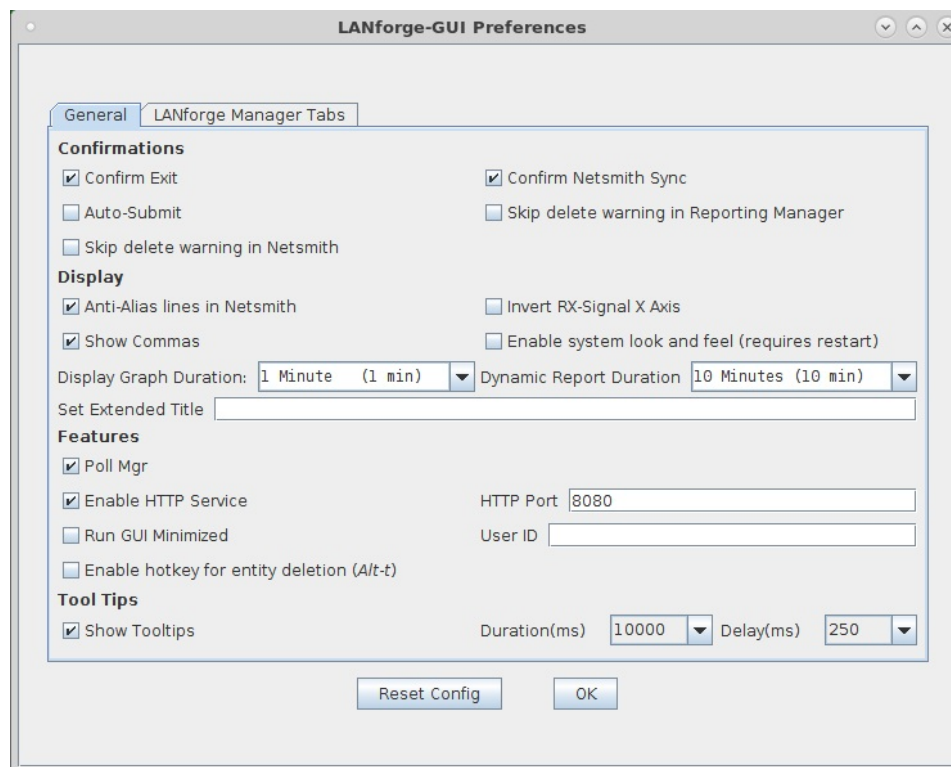 LANforge-GUI Preferences
General LANforge Manager Tabs
Confirmations
Confirm Exit Confirm Netsmith Sync
Auto-Submit Skip delete warning in Reporting Manager
Skip delete warning in Netsmith
Display
Anti-Alias lines in Netsmith Invert RX-Signal X Axis
Show Commas Enable system look and feel (requires restart)
Display Graph Duration: 1 Minute (1 min) Dynamic Report Duration 10 Minutes (10 min)
Set Extended Title
Features
Poll Mgr
Enable HTTP Service HTTP Port 8080
Run GUI Minimized User ID
Enable hotkey for entity deletion (Alt-t)
Tool Tips
Show Tooltips Duration(ms) 10000 Delay(ms) 250
Reset Config OK